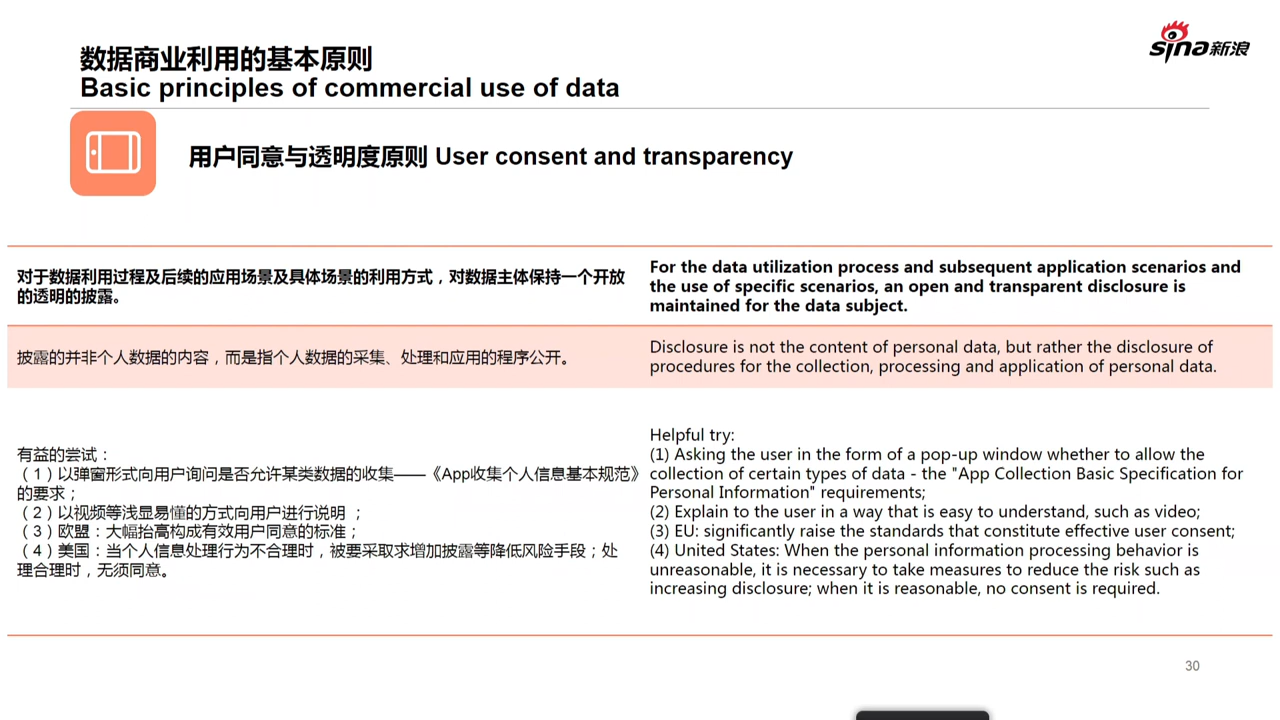 数据商业利用的基本原则
Basic principles of commercial use of data
sina新浪
用户同意与透明度原则 User consent and transparency
对于数据利用过程及后续的应用场景及具体场景的利用方式，对数据主体保持一个开放
的透明的披露。
For the data utilization process and subsequent application scenarios and
the use of specific scenarios, an open and transparent disclosure is
maintained for the data subject.
披露的并非个人数据的内容，而是指个人数据的采集、处理和应用的程序公开。
Disclosure is not the content of personal data, but rather the disclosure of
procedures for the collection, processing and application of personal data.
有益的尝试：
（1）以弹窗形式向用户询问是否允许某类数据的收集——《App收集个人信息基本规范》
的要求；
（2）以视频等浅显易懂的方式向用户进行说明 ；
（3）欧盟：大幅抬高构成有效用户同意的标准；
（4）美国：当个人信息处理行为不合理时，被要采取求增加披露等降低风险手段；处
理合理时，无须同意。
Helpful try:
(1) Asking the user in the form of a pop-up window whether to allow the
collection of certain types of data - the "App Collection Basic Specification for
Personal Information" requirements;
(2) Explain to the user in a way that is easy to understand, such as video;
(3) EU: significantly raise the standards that constitute effective user consent;
(4) United States: When the personal information processing behavior is
unreasonable, it is necessary to take measures to reduce the risk such as
increasing disclosure; when it is reasonable, no consent is required.
30